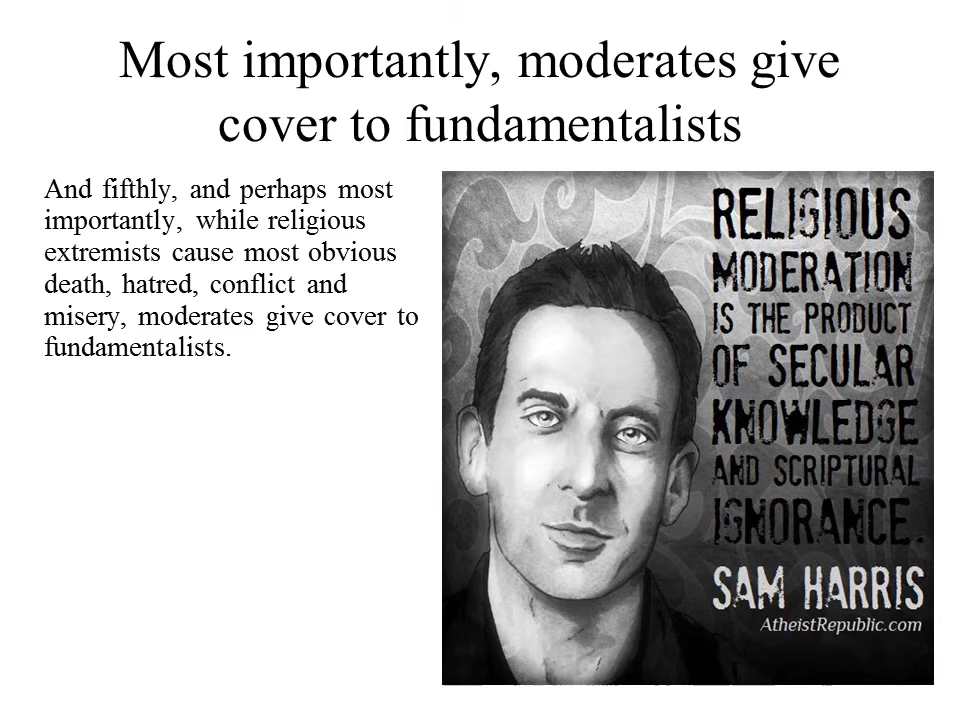 Most importantly, moderates give
cover to fundamentalists
And fifthly, and perhaps most
importantly, while religious
extremists cause most obvious
death, hatred, conflict and
misery, moderates give cover to
fundamentalists.
RELIGIOUS
MODERATION
IS THE PRODUCT
OF SECULAR
KNOWLEDGE
AND SCRIPTURAL
IGNORANCE.
SAM HARRIS
AtheistRepublic.com